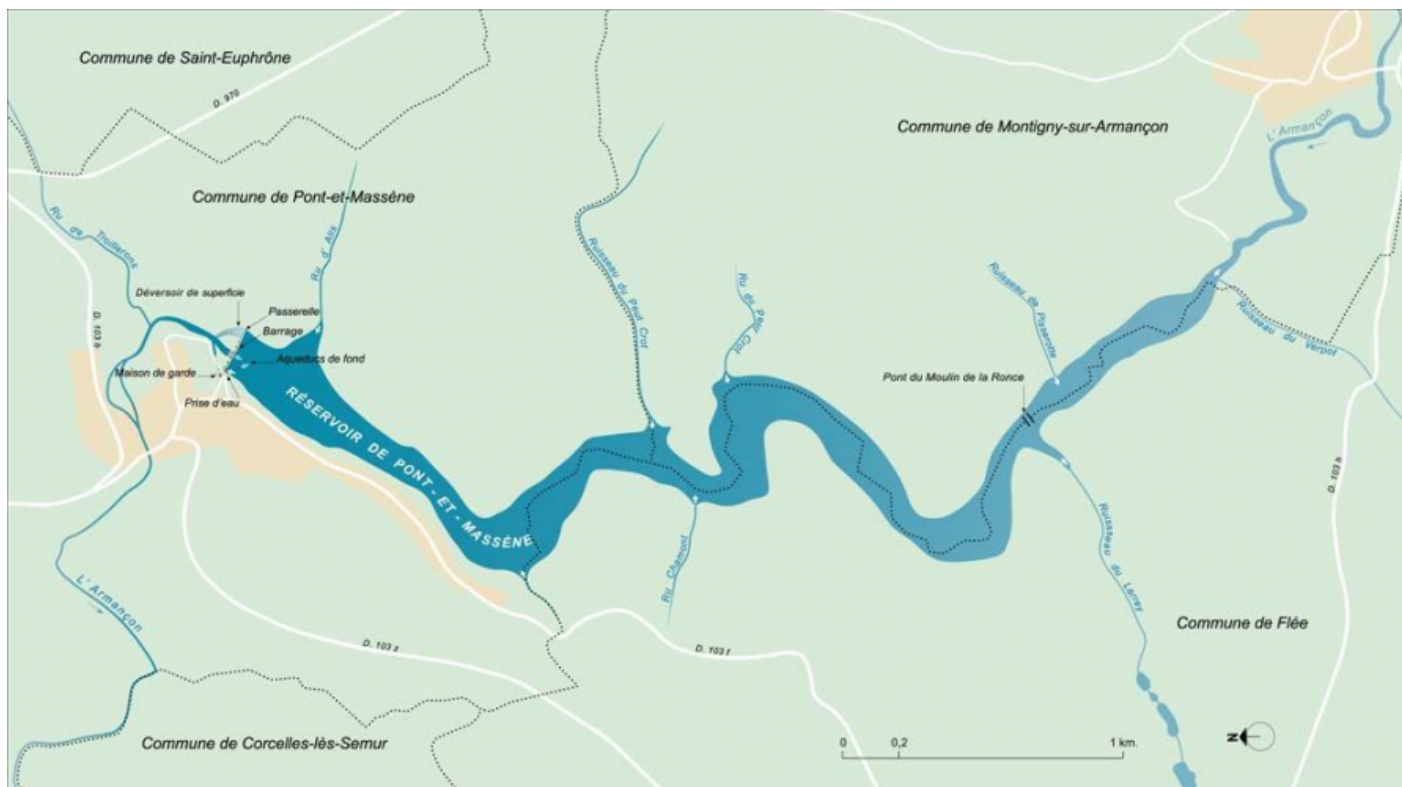 Commune de Saint-Euphrône
D. 970
Commune de Montigny-sur-Armançon
L'Armançon
Commune de Pont-et-Massène
Ru de Troillerons
Ru d'Alis
D. 103 b
Déversoir de superficie
Passerelle
Barrage
Aqueducs de fond
Maison de garde
Prise d'eau
RÉSERVOIR DE PONT-ET-MASSÈNE
Ruisseau du Peut Crot
Ru du Petit Crot
Ruisseau de Pisserotte
Ruisseau du Verpot
Pont du Moulin de la Ronce
D. 103 h
Ru Chamont
Ruisseau du Larrey
L'Armançon
Commune de Flée
D. 103 z
D. 103 f
Commune de Corcelles-lès-Semur
0 0,2 1 km.
N